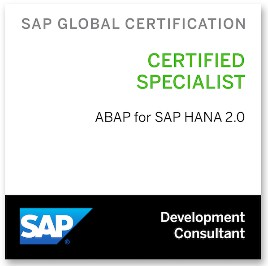 SAP GLOBAL CERTIFICATION
CERTIFIED
SPECIALIST
ABAP for SAP HANA 2.0
SAP®
Development
Consultant